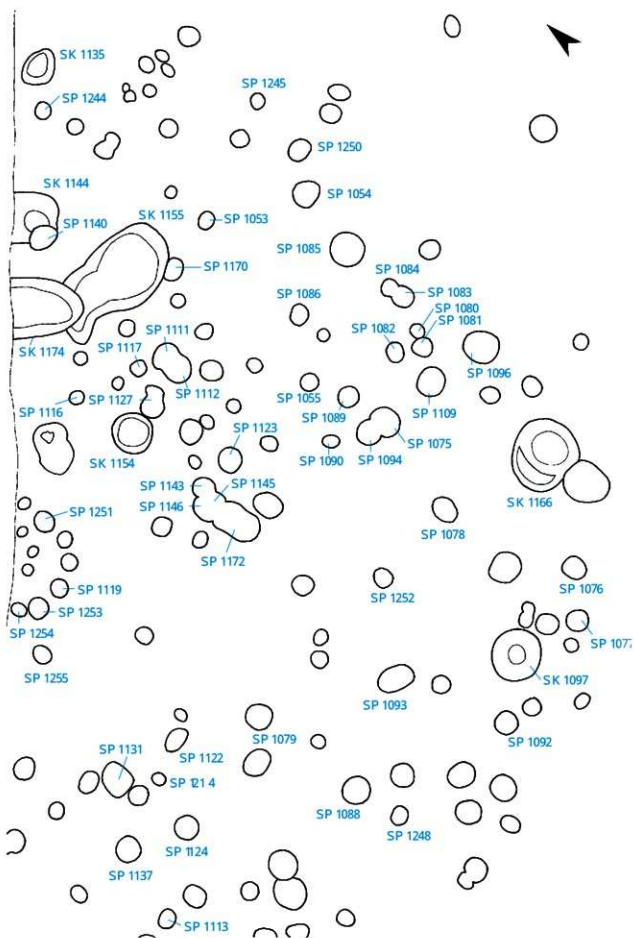 SK 1135
SP 1244
SP 1245
SP 1250
SK 1144
SP 1054
SP 1140
SK 1155
SP 1053
SP 1085
SP 1170
SP 1084
SP 1083
SP 1086
SP 1080
SP 1081
SP 1082
SP 1111
SP 1117
SK 1174
SP 1096
SP 1112
SP 1055
SP 1109
SP 1116
SP 1127
SP 1089
SP 1123
SP 1075
SK 1154
SP 1090
SP 1094
SP 1143
SP 1145
SP 1146
SK 1166
SP 1251
SP 1078
SP 1172
SP 1252
SP 1076
SP 1119
SP 1253
SP 1254
SP 1077
SP 1255
SK 1097
SP 1093
SP 1092
SP 1079
SP 1131
SP 1122
SP 1214
SP 1088
SP 1248
SP 1124
SP 1137
SP 1113